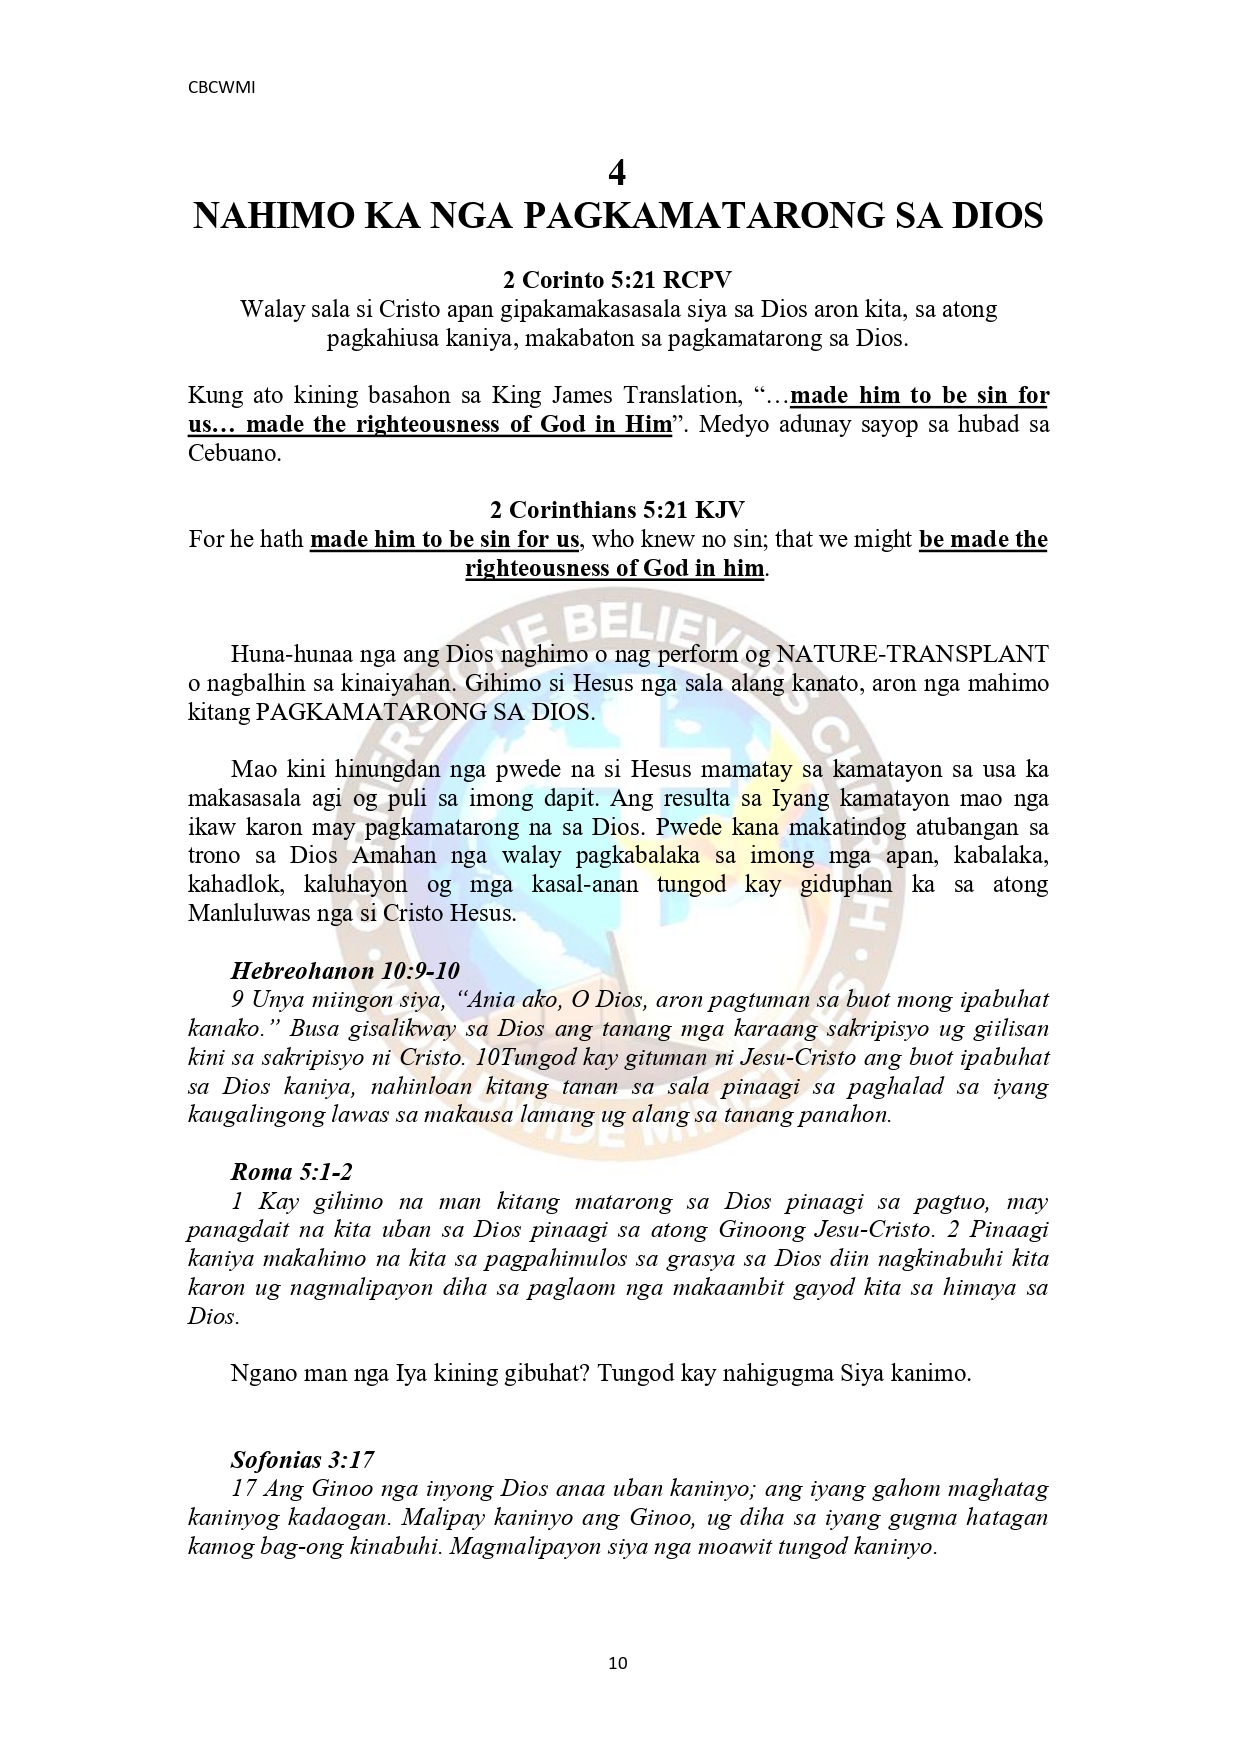 CBCWMI
4
NAHIMO KA NGA PAGKAMATARONG SA DIOS
2 Corinto 5:21 RCPV
Walay sala si Cristo apan gipakamakasasala siya sa Dios aron kita, sa atong
pagkahiusa kaniya, makabaton sa pagkamatarong sa Dios.
Kung ato kining basahon sa King James Translation, “…made him to be sin for
us… made the righteousness of God in Him”. Medyo adunay sayop sa hubad sa
Cebuano.
2 Corinthians 5:21 KJV
For he hath made him to be sin for us, who knew no sin; that we might be made the
righteousness of God in him.
Huna-hunaa nga ang Dios naghimo o nag perform og NATURE-TRANSPLANT
o nagbalhin sa kinaiyahan. Gihimo si Hesus nga sala alang kanato, aron nga mahimo
kitang PAGKAMATARONG SA DIOS.
Mao kini hinungdan nga pwede na si Hesus mamatay sa kamatayon sa usa ka
makasasala agi og puli sa imong dapit. Ang resulta sa Iyang kamatayon mao nga
ikaw karon may pagkamatarong na sa Dios. Pwede kana makatindog atubangan sa
trono sa Dios Amahan nga walay pagkabalaka sa imong mga apan, kabalaka,
kahadlok, kaluhayon og mga kasal-anan tungod kay giduphan ka sa atong
Manluluwas nga si Cristo Hesus.
Hebreohanon 10:9-10
9 Unya miingon siya, “Ania ako, O Dios, aron pagtuman sa buot mong ipabuhat
kanako.” Busa gisalikway sa Dios ang tanang mga karaang sakripisyo ug giilisan
kini sa sakripisyo ni Cristo. 10Tungod kay gituman ni Jesu-Cristo ang buot ipabuhat
sa Dios kaniya, nahinloan kitang tanan sa sala pinaagi sa paghalad sa iyang
kaugalingong lawas sa makausa lamang ug alang sa tanang panahon.
Roma 5:1-2
1 Kay gihimo na man kitang matarong sa Dios pinaagi sa pagtuo, may
panagdait na kita uban sa Dios pinaagi sa atong Ginoong Jesu-Cristo. 2 Pinaagi
kaniya makahimo na kita sa pagpahimulos sa grasya sa Dios diin nagkinabuhi kita
karon ug nagmalipayon diha sa paglaom nga makaambit gayod kita sa himaya sa
Dios.
Ngano man nga Iya kining gibuhat? Tungod kay nahigugma Siya kanimo.
Sofonias 3:17
17 Ang Ginoo nga inyong Dios anaa uban kaninyo; ang iyang gahom maghatag
kaninyog kadaogan. Malipay kaninyo ang Ginoo, ug diha sa iyang gugma hatagan
kamog bag-ong kinabuhi. Magmalipayon siya nga moawit tungod kaninyo.
10
CORNERSTONE BELIEVERS CHURCH
WORLDWIDE MINISTRIES